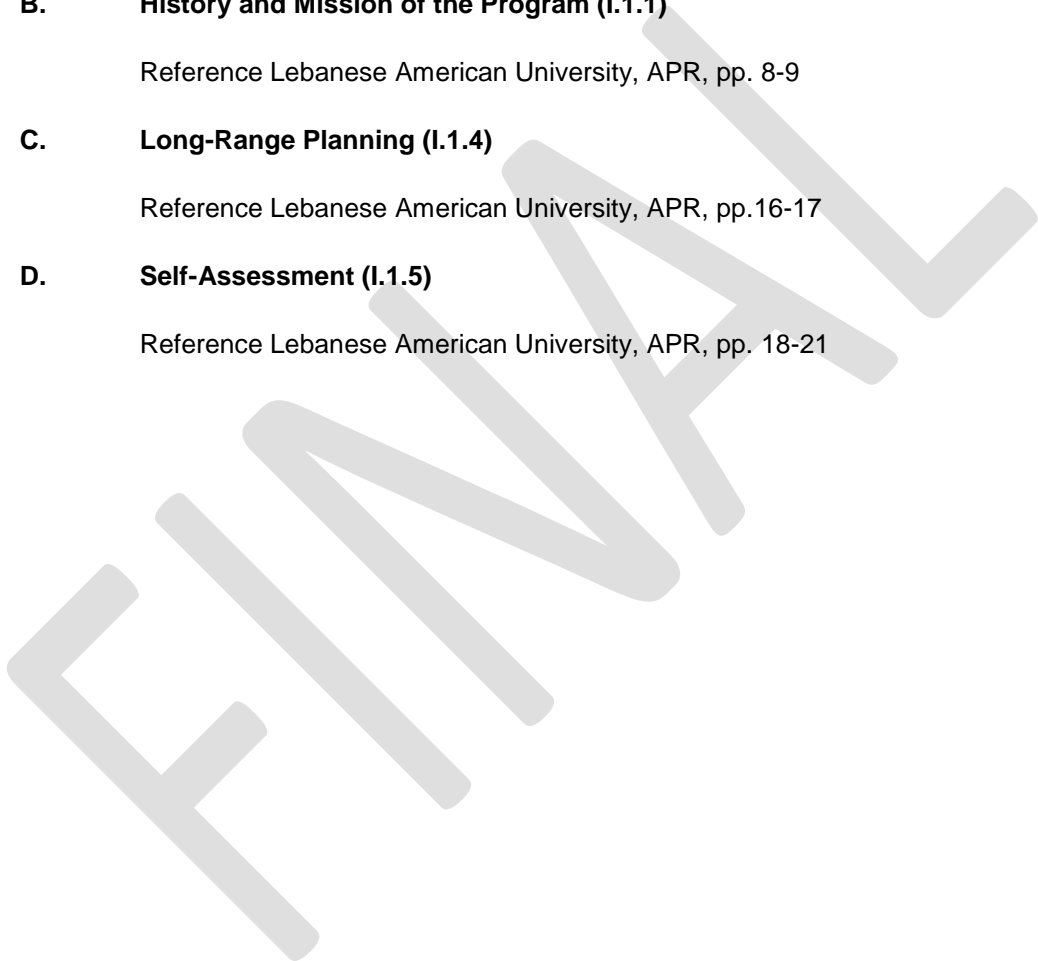 B. History and Mission of the Program (I.1.1)
Reference Lebanese American University, APR, pp. 8-9
C. Long-Range Planning (I.1.4)
Reference Lebanese American University, APR, pp.16-17
D. Self-Assessment (I.1.5)
Reference Lebanese American University, APR, pp. 18-21
FINAL